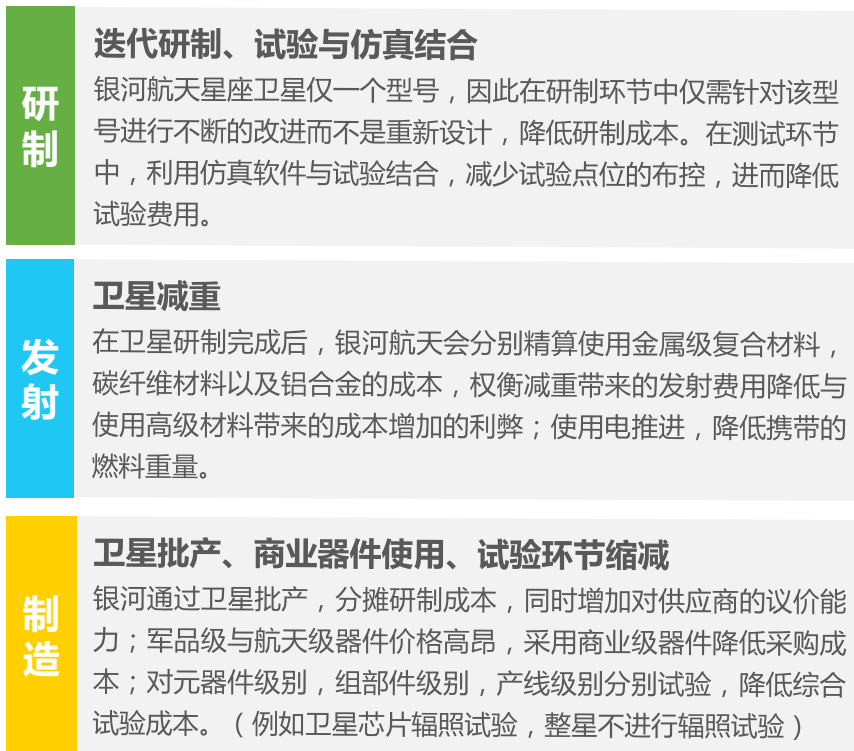 研制
迭代研制、试验与仿真结合
银河航天星座卫星仅一个型号，因此在研制环节中仅需针对该型
号进行不断的改进而不是重新设计，降低研制成本。在测试环节
中，利用仿真软件与试验结合，减少试验点位的布控，进而降低
试验费用。
发射
卫星减重
在卫星研制完成后，银河航天会分别精算使用金属级复合材料，
碳纤维材料以及铝合金的成本，权衡减重带来的发射费用降低与
使用高级材料带来的成本增加的利弊；使用电推进，降低携带的
燃料重量。
制造
卫星批产、商业器件使用、试验环节缩减
银河通过卫星批产，分摊研制成本，同时增加对供应商的议价能
力；军品级与航天级器件价格高昂，采用商业级器件降低采购成
本；对元器件级别，组部件级别，产线级别分别试验，降低综合
试验成本。（例如卫星芯片辐照试验，整星不进行辐照试验）